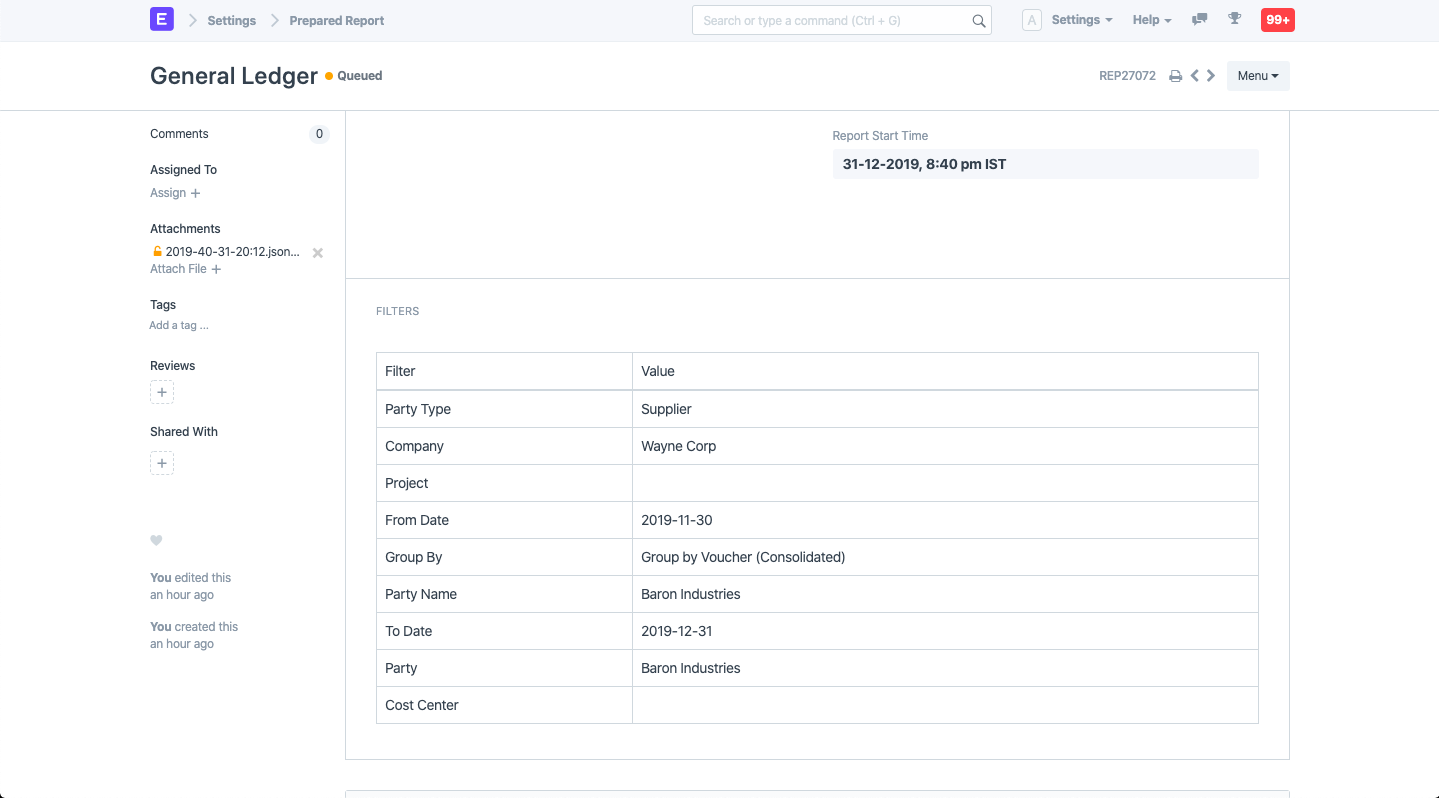 E Settings Prepared Report Search or type a command (Ctrl + G) A Settings Help 99+
General Ledger Queued REP27072 Menu
Comments 0
Assigned To
Assign +
Attachments
2019-40-31-20:12.json...
Attach File +
Tags
Add a tag ...
Reviews
+
Shared With
+
You edited this
an hour ago
You created this
an hour ago
Report Start Time
31-12-2019, 8:40 pm IST
FILTERS
Filter Value
Party Type Supplier
Company Wayne Corp
Project
From Date 2019-11-30
Group By Group by Voucher (Consolidated)
Party Name Baron Industries
To Date 2019-12-31
Party Baron Industries
Cost Center